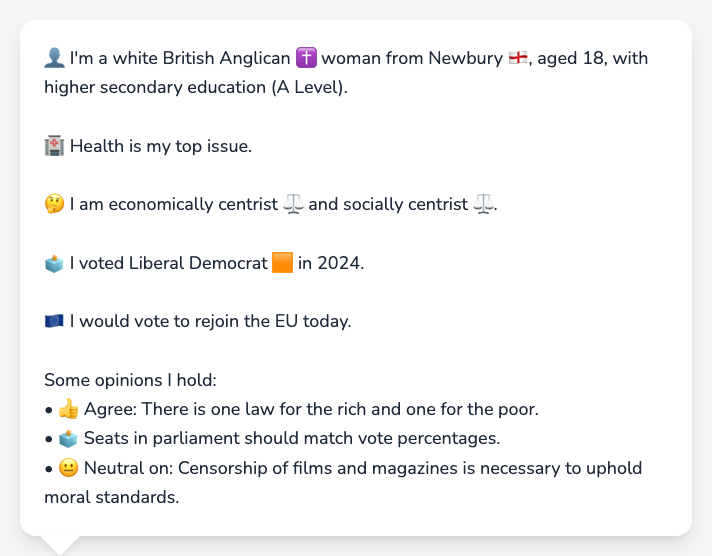 👤 I'm a white British Anglican ✝️ woman from Newbury 🏴󠁧󠁢󠁥󠁮󠁧󠁿, aged 18, with
higher secondary education (A Level).
🏥 Health is my top issue.
🤔 I am economically centrist ⚖️ and socially centrist ⚖️.
🗳️ I voted Liberal Democrat 🟧 in 2024.
🇪🇺 I would vote to rejoin the EU today.
Some opinions I hold:
• 👍 Agree: There is one law for the rich and one for the poor.
• 🗳️ Seats in parliament should match vote percentages.
• 😐 Neutral on: Censorship of films and magazines is necessary to uphold
moral standards.